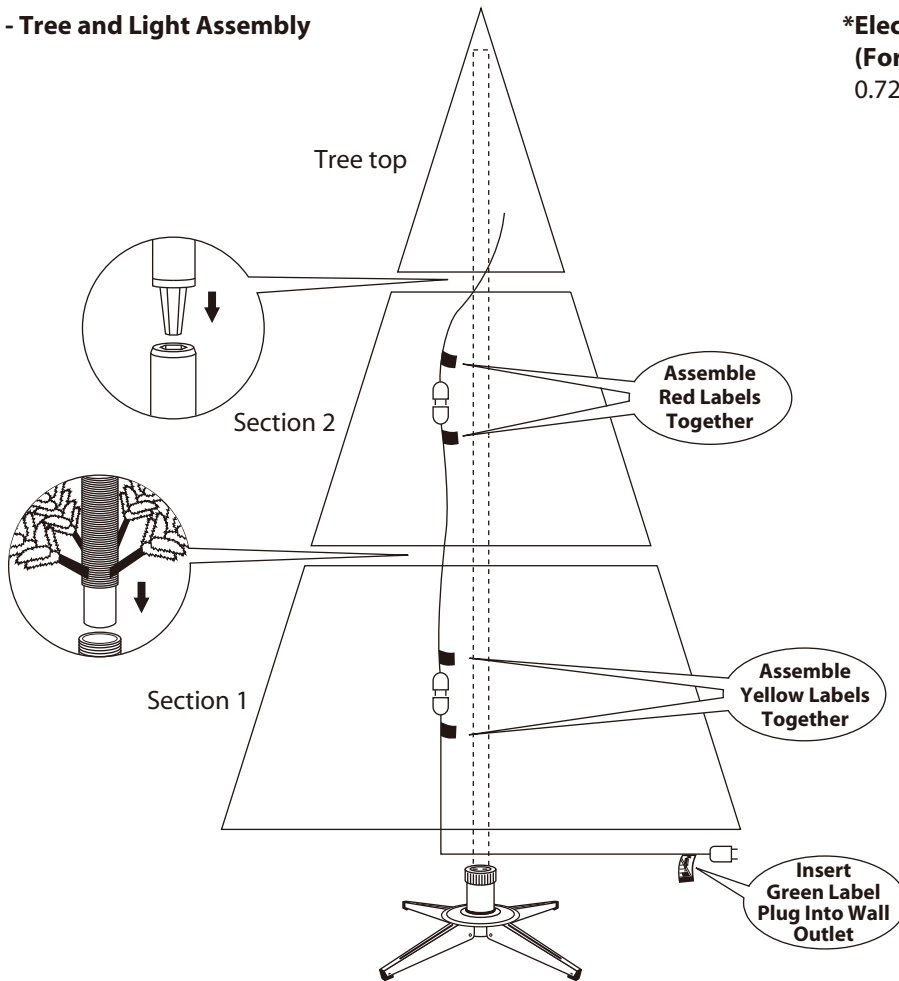 - Tree and Light Assembly
*Elec
(For
0.72
Tree top
Assemble
Red Labels
Together
Section 2
Assemble
Yellow Labels
Together
Section 1
Insert
Green Label
Plug Into Wall
Outlet